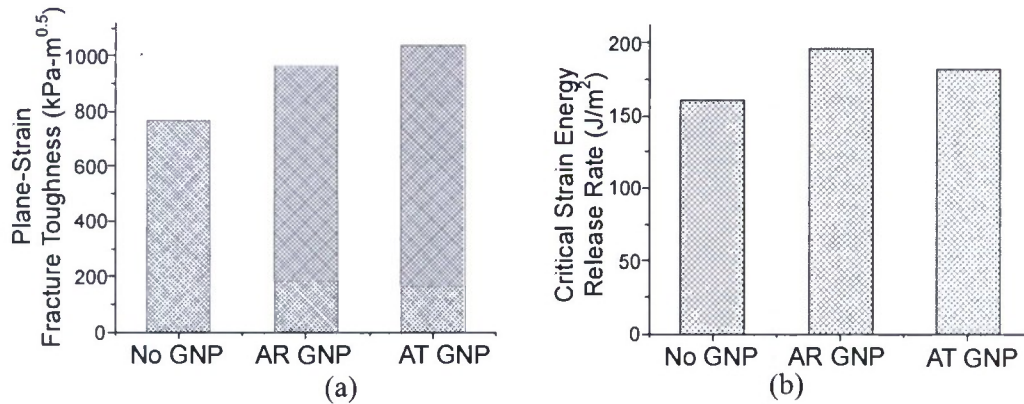 Plane-Strain
Fracture Toughness (kPa-m^0.5)
1000
800
600
400
200
0
No GNP AR GNP AT GNP
(a)
Critical Strain Energy
Release Rate (J/m²)
200
150
100
50
0
No GNP AR GNP AT GNP
(b)